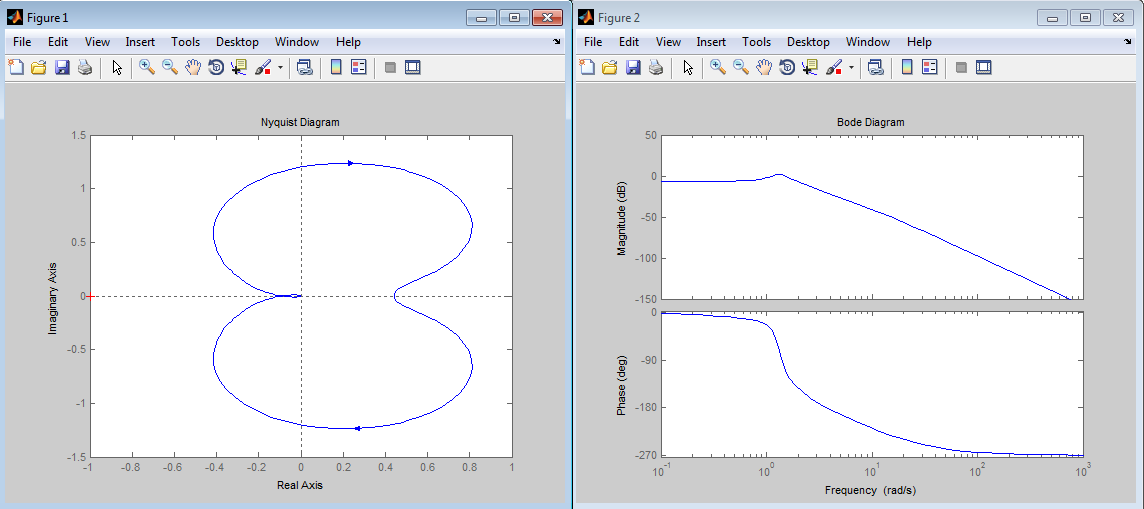 Figure 1
File Edit View Insert Tools Desktop Window Help
Nyquist Diagram
1.5
1
0.5
0
-0.5
-1
-1.5
Imaginary Axis
-1 -0.8 -0.6 -0.4 -0.2 0 0.2 0.4 0.6 0.8 1
Real Axis
Figure 2
File Edit View Insert Tools Desktop Window Help
Bode Diagram
50
0
-50
-100
-150
Magnitude (dB)
0
-90
-180
-270
Phase (deg)
10^-1 10^0 10^1 10^2 10^3
Frequency (rad/s)